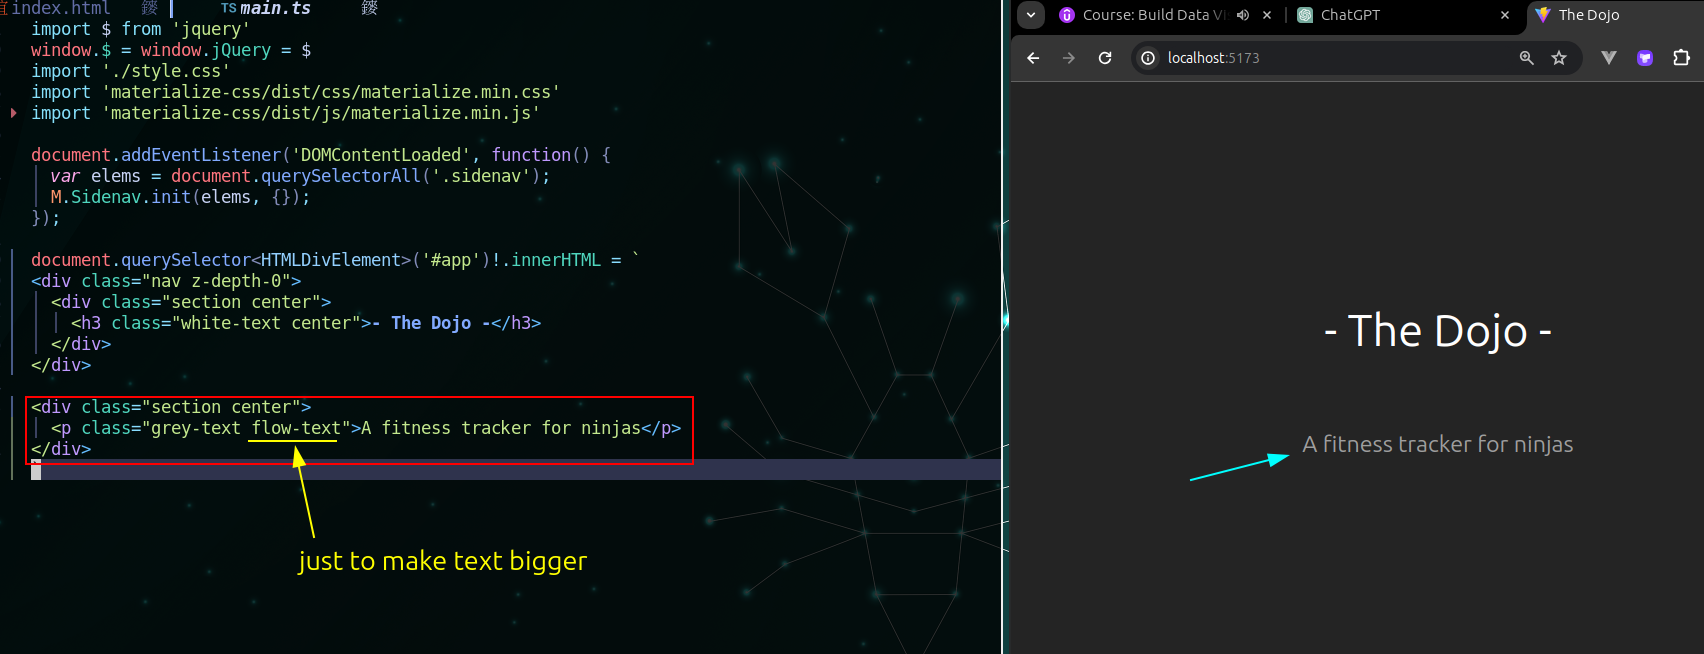 index.html
TS main.ts
import $ from 'jquery'
window.$ = window.jQuery = $
import './style.css'
import 'materialize-css/dist/css/materialize.min.css'
import 'materialize-css/dist/js/materialize.min.js'
document.addEventListener('DOMContentLoaded', function() {
var elems = document.querySelectorAll('.sidenav');
M.Sidenav.init(elems, {});
});
document.querySelector<HTMLDivElement>('#app')!.innerHTML = `
<div class="nav z-depth-0">
<div class="section center">
<h3 class="white-text center">- The Dojo -</h3>
</div>
</div>
<div class="section center">
<p class="grey-text flow-text">A fitness tracker for ninjas</p>
</div>
just to make text bigger
Course: Build Data Vi
ChatGPT
The Dojo
localhost:5173
- The Dojo -
A fitness tracker for ninjas